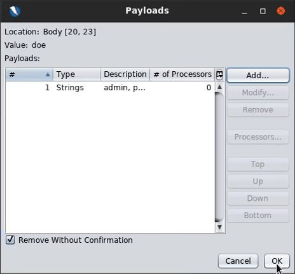 Payloads
Location: Body [20, 23]
Value: doe
Payloads:
# Type Description # of Processors
1 Strings admin, p... 0
Add...
Modify...
Remove
Processors...
Top
Up
Down
Bottom
Remove Without Confirmation
Cancel OK